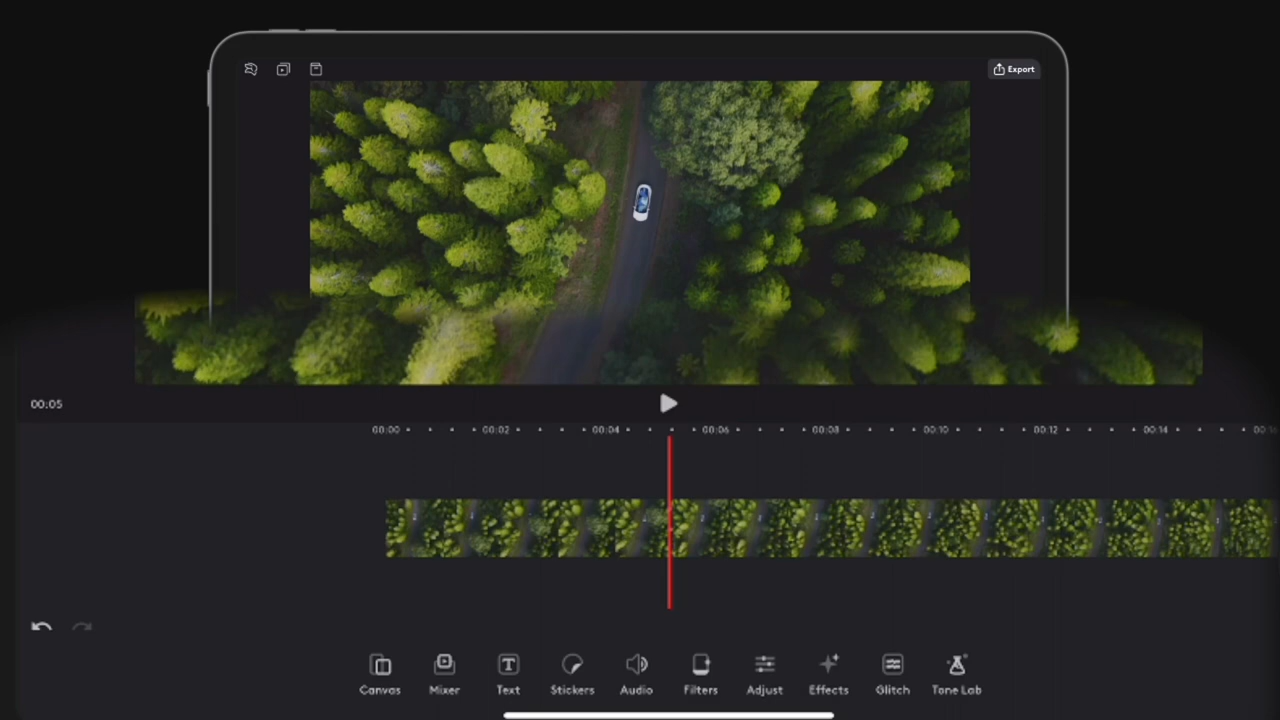 Export
00:05
00:00 00:02 00:04 00:06 00:08 00:10 00:12 00:14
Canvas Mixer Text Stickers Audio Filters Adjust Effects Glitch Tone Lab